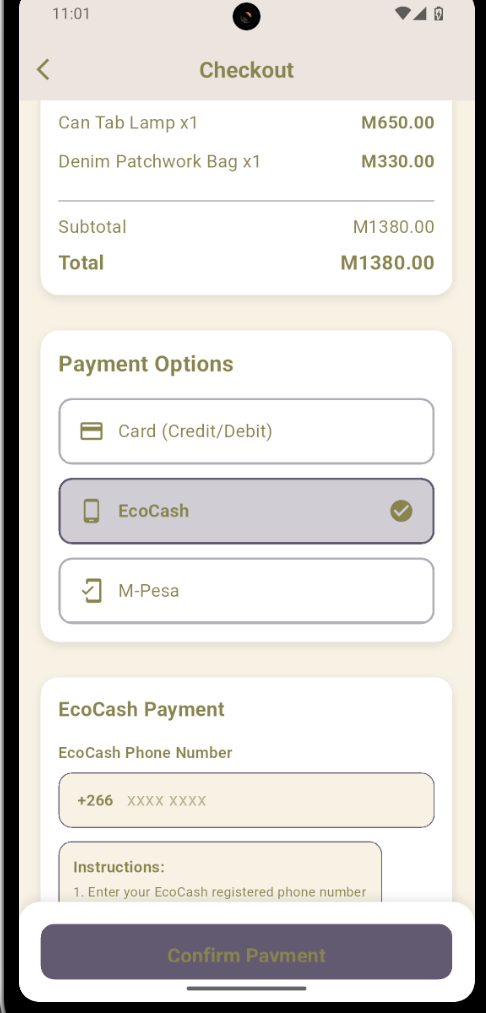 11:01
Checkout
Can Tab Lamp x1 M650.00
Denim Patchwork Bag x1 M330.00
Subtotal M1380.00
Total M1380.00
Payment Options
Card (Credit/Debit)
EcoCash
M-Pesa
EcoCash Payment
EcoCash Phone Number
+266 XXXX XXXX
Instructions:
1. Enter your EcoCash registered phone number
Confirm Payment